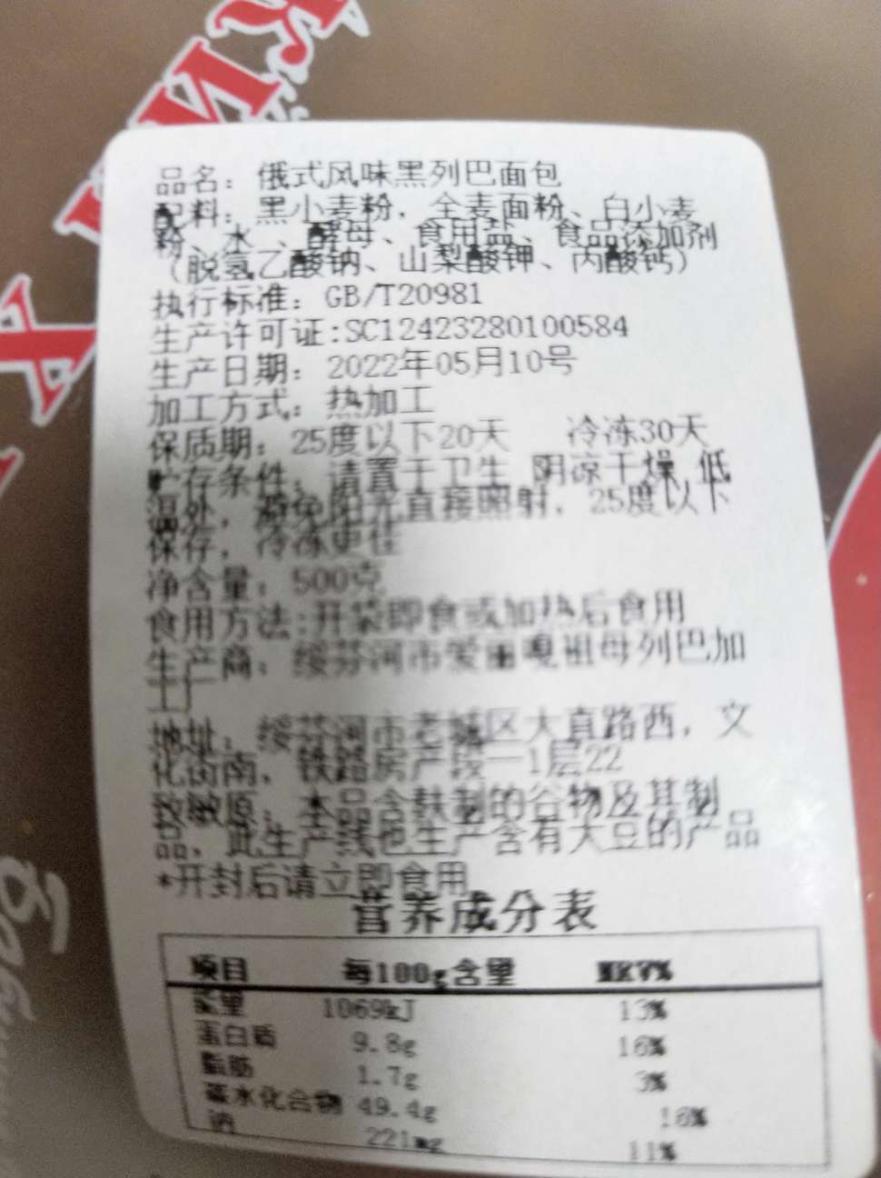 品名：俄式风味黑列巴面包
配料：黑小麦粉，全麦面粉、白小麦
粉、水 、酵母、食用盐、食品添加剂
（脱氢乙酸钠、山梨酸钾、丙酸钙）
执行标准：GB/T20981
生产许可证:SC12423280100584
生产日期：2022年05月10号
加工方式：热加工
保质期：25度以下20天 冷冻30天
贮存条件：请置于卫生，阴凉干燥，低
温处，避免阳光直接照射，25度以下
保存，冷冻更佳
净含量：500克
食用方法:开袋即食或加热后食用
生产商：绥芬河市爱丽嘎祖母列巴加
工厂
地址：绥芬河市老城区大直路西，文
化街南，铁路房产段一1层22
致敏原：本品含麸制的谷物及其制
品，此生产线也生产含有大豆的产品
*开封后请立即食用
营养成分表
项目 每100g含量 NRV%
能量 1069kJ 13%
蛋白质 9.8g 16%
脂肪 1.7g 3%
碳水化合物 49.4g 16%
钠 221mg 11%